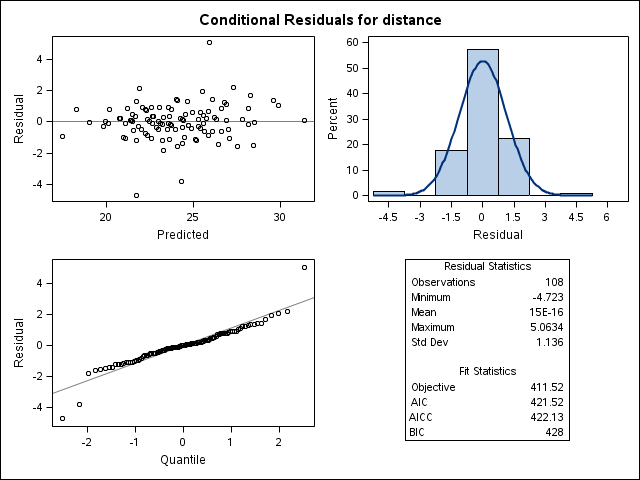 Conditional Residuals for distance
Residual
4
2
0
-2
-4
20 25 30
Predicted
Percent
60
50
40
30
20
10
0
-4.5 -3 -1.5 0 1.5 3 4.5 6
Residual
Residual
4
2
0
-2
-4
-2 -1 0 1 2
Quantile
Residual Statistics
Observations 108
Minimum -4.723
Mean 15E-16
Maximum 5.0634
Std Dev 1.136
Fit Statistics
Objective 411.52
AIC 421.52
AICC 422.13
BIC 428